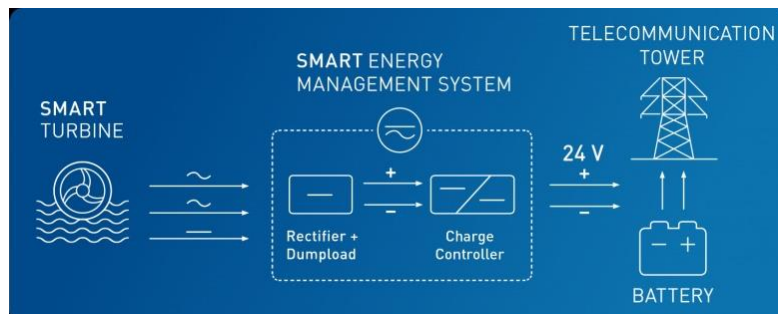 TELECOMMUNICATION
TOWER
SMART ENERGY
MANAGEMENT SYSTEM
SMART
TURBINE
24 V
+
−
+
−
Rectifier +
Dumpload
Charge
Controller
− +
BATTERY